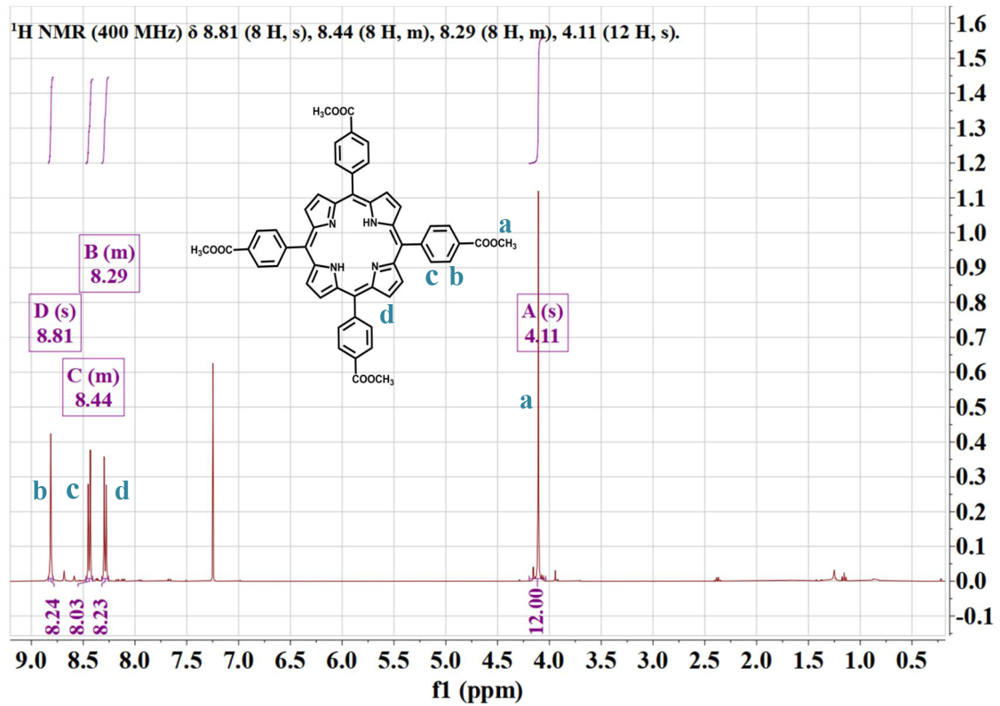 ¹H NMR (400 MHz) δ 8.81 (8 H, s), 8.44 (8 H, m), 8.29 (8 H, m), 4.11 (12 H, s).
H₃COOC
N
HN
H₃COOC
COOCH₃
a
NH
N
c b
d
COOCH₃
B (m)
8.29
D (s)
8.81
A (s)
4.11
C (m)
8.44
a
b
c
d
8.24
8.03
8.23
12.00
1.6
1.5
1.4
1.3
1.2
1.1
1.0
0.9
0.8
0.7
0.6
0.5
0.4
0.3
0.2
0.1
0.0
-0.1
9.0 8.5 8.0 7.5 7.0 6.5 6.0 5.5 5.0 4.5 4.0 3.5 3.0 2.5 2.0 1.5 1.0 0.5
f1 (ppm)